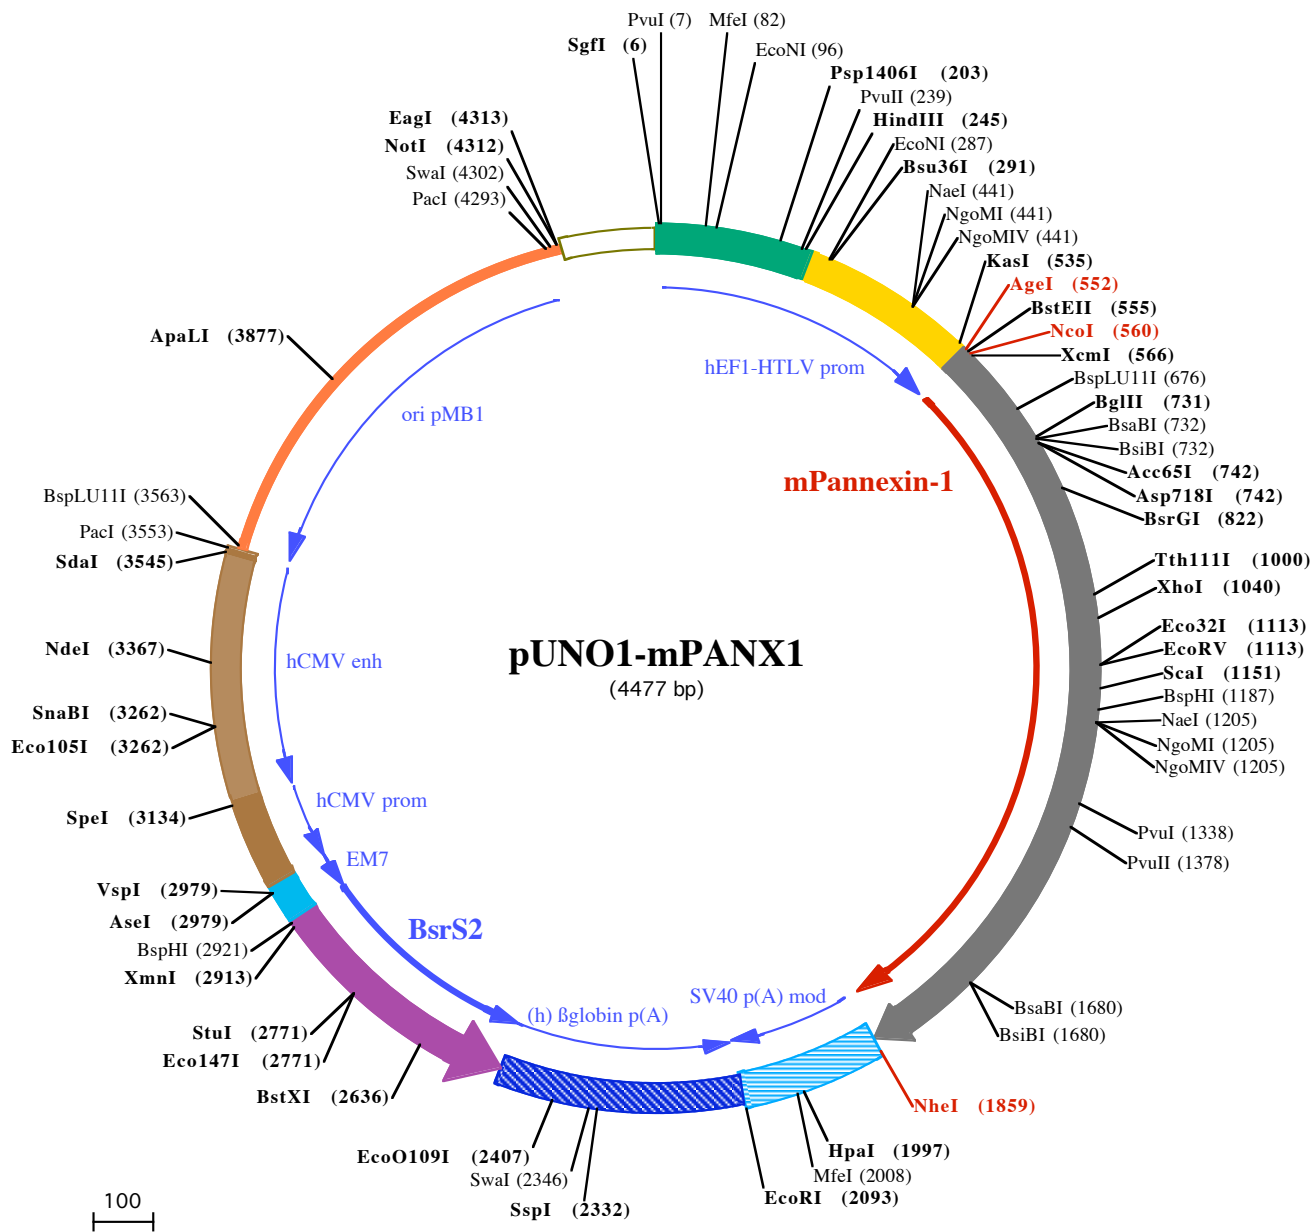 PvuI (7)
MfeI (82)
SgfI (6)
EcoNI (96)
Psp1406I (203)
PvuII (239)
HindIII (245)
EcoNI (287)
Bsu36I (291)
NaeI (441)
NgoMI (441)
NgoMIV (441)
KasI (535)
AgeI (552)
BstEII (555)
NcoI (560)
XcmI (566)
BspLU11I (676)
BglII (731)
BsaBI (732)
BsiBI (732)
Acc65I (742)
Asp718I (742)
BsrGI (822)
Tth111I (1000)
XhoI (1040)
Eco32I (1113)
EcoRV (1113)
ScaI (1151)
BspHI (1187)
NaeI (1205)
NgoMI (1205)
NgoMIV (1205)
PvuI (1338)
PvuII (1378)
BsaBI (1680)
BsiBI (1680)
NheI (1859)
HpaI (1997)
MfeI (2008)
EcoRI (2093)
SspI (2332)
SwaI (2346)
EcoO109I (2407)
BstXI (2636)
Eco147I (2771)
StuI (2771)
XmnI (2913)
BspHI (2921)
AseI (2979)
VspI (2979)
SpeI (3134)
Eco105I (3262)
SnaBI (3262)
NdeI (3367)
SdaI (3545)
PacI (3553)
BspLU11I (3563)
ApaLI (3877)
PacI (4293)
SwaI (4302)
NotI (4312)
EagI (4313)
hEF1-HTLV prom
mPannexin-1
SV40 p(A) mod
(h) ßglobin p(A)
BsrS2
EM7
hCMV prom
hCMV enh
ori pMB1
pUNO1-mPANX1
(4477 bp)
100